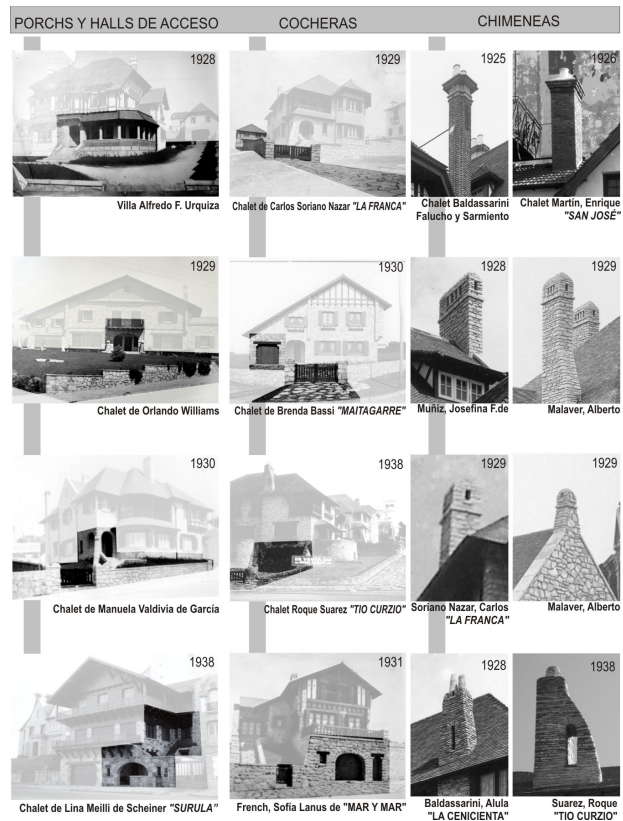 PORCHS Y HALLS DE ACCESO
COCHERAS
CHIMENEAS
1928
Villa Alfredo F. Urquiza
1929
Chalet de Carlos Soriano Nazar "LA FRANCA"
1925
Chalet Baldassarini
Falucho y Sarmiento
1926
Chalet Martín, Enrique
"SAN JOSÉ"
1929
Chalet de Orlando Williams
1930
Chalet de Brenda Bassi "MAITAGARRE"
1928
Muñiz, Josefina F.de
1929
Malaver, Alberto
1930
Chalet de Manuela Valdivia de García
1938
Chalet Roque Suarez "TIO CURZIO"
1929
Soriano Nazar, Carlos
"LA FRANCA"
1929
Malaver, Alberto
1938
Chalet de Lina Meilli de Scheiner "SURULA"
1931
French, Sofía Lanus de "MAR Y MAR"
1928
Baldassarini, Alula
"LA CENICIENTA"
1938
Suarez, Roque
"TIO CURZIO"